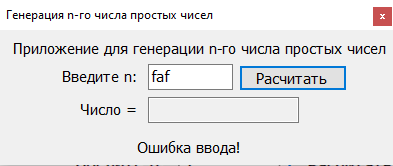 Генерация n-го числа простых чисел
x
Приложение для генерации n-го числа простых чисел
Введите n: faf Расчитать
Число =
Ошибка ввода!